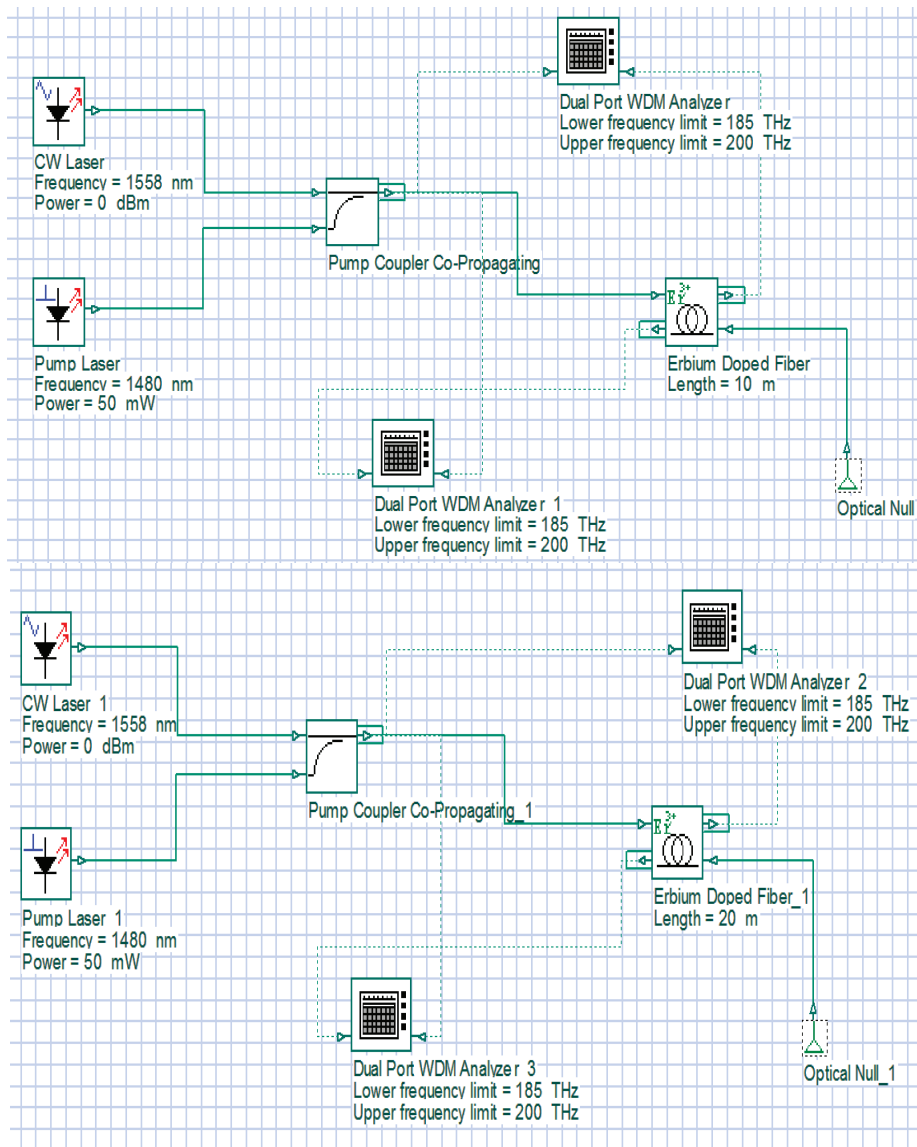 Dual Port WDM Analyzer
Lower frequency limit = 185 THz
Upper frequency limit = 200 THz
CW Laser
Frequency = 1558 nm
Power = 0 dBm
Pump Coupler Co-Propagating
Er 3+
Pump Laser
Frequency = 1480 nm
Power = 50 mW
Erbium Doped Fiber
Length = 10 m
Dual Port WDM Analyzer 1
Lower frequency limit = 185 THz
Upper frequency limit = 200 THz
Optical Null
Dual Port WDM Analyzer_2
Lower frequency limit = 185 THz
Upper frequency limit = 200 THz
CW Laser 1
Frequency = 1558 nm
Power = 0 dBm
Pump Coupler Co-Propagating_1
Er 3+
Erbium Doped Fiber_1
Length = 20 m
Pump Laser 1
Frequency = 1480 nm
Power = 50 mW
Dual Port WDM Analyzer 3
Lower frequency limit = 185 THz
Upper frequency limit = 200 THz
Optical Null_1